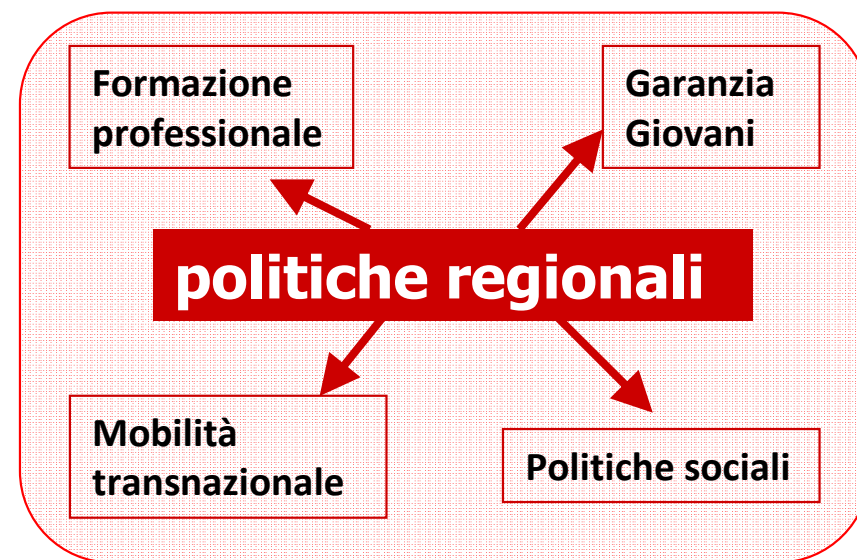 Formazione
professionale
Garanzia
Giovani
politiche regionali
Mobilità
transnazionale
Politiche sociali